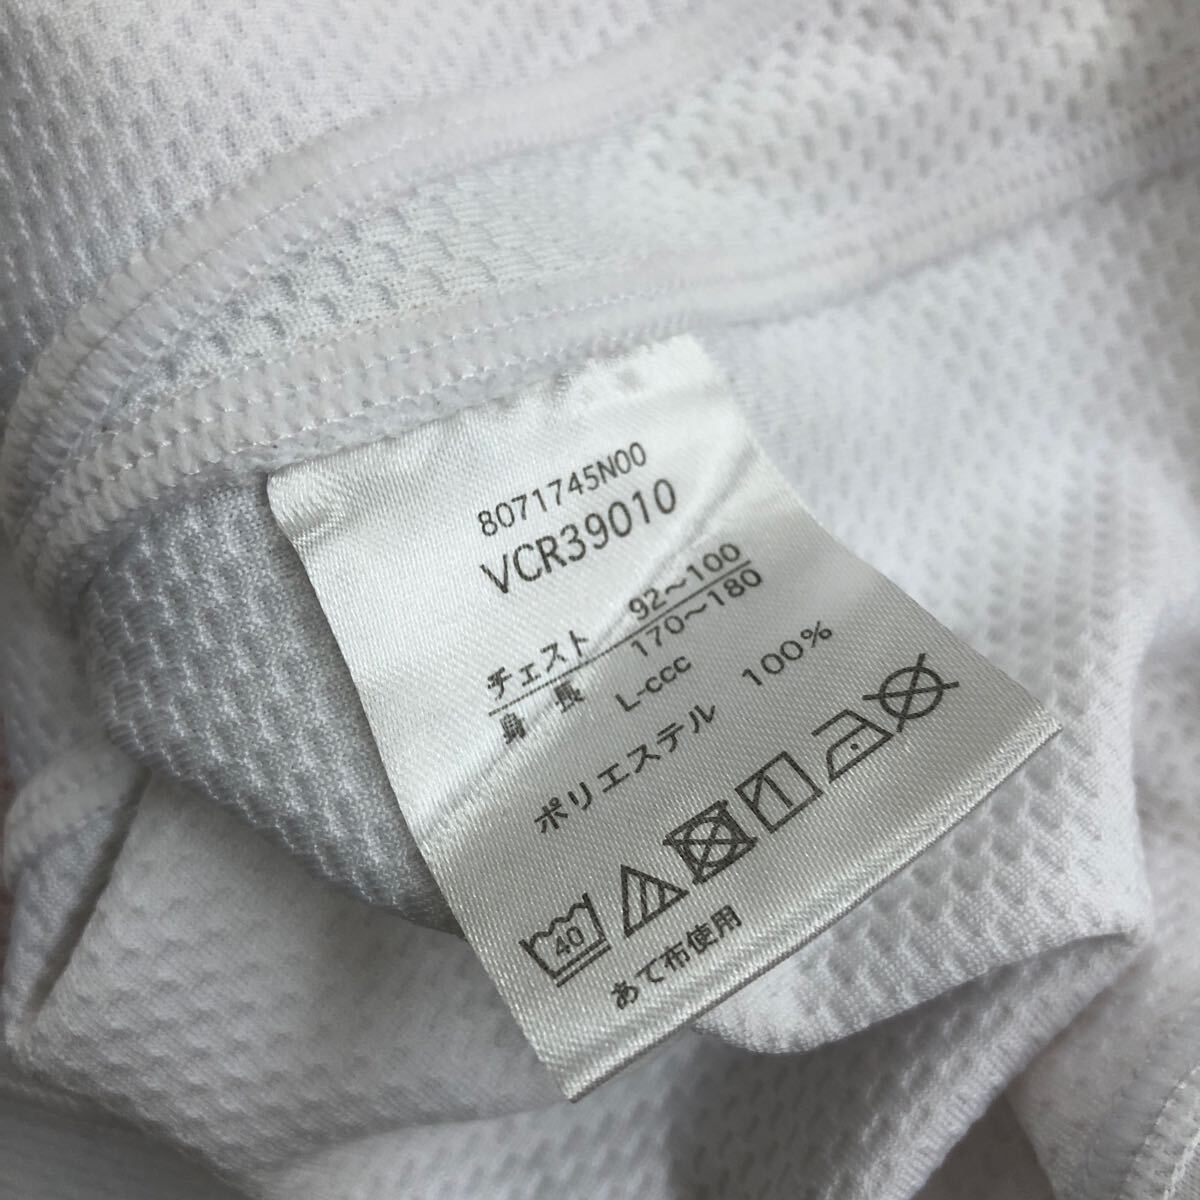 8071745N00
VCR39010
チェスト 92～100
身長 170～180
L-ccc
ポリエステル 100%
40
あて布使用